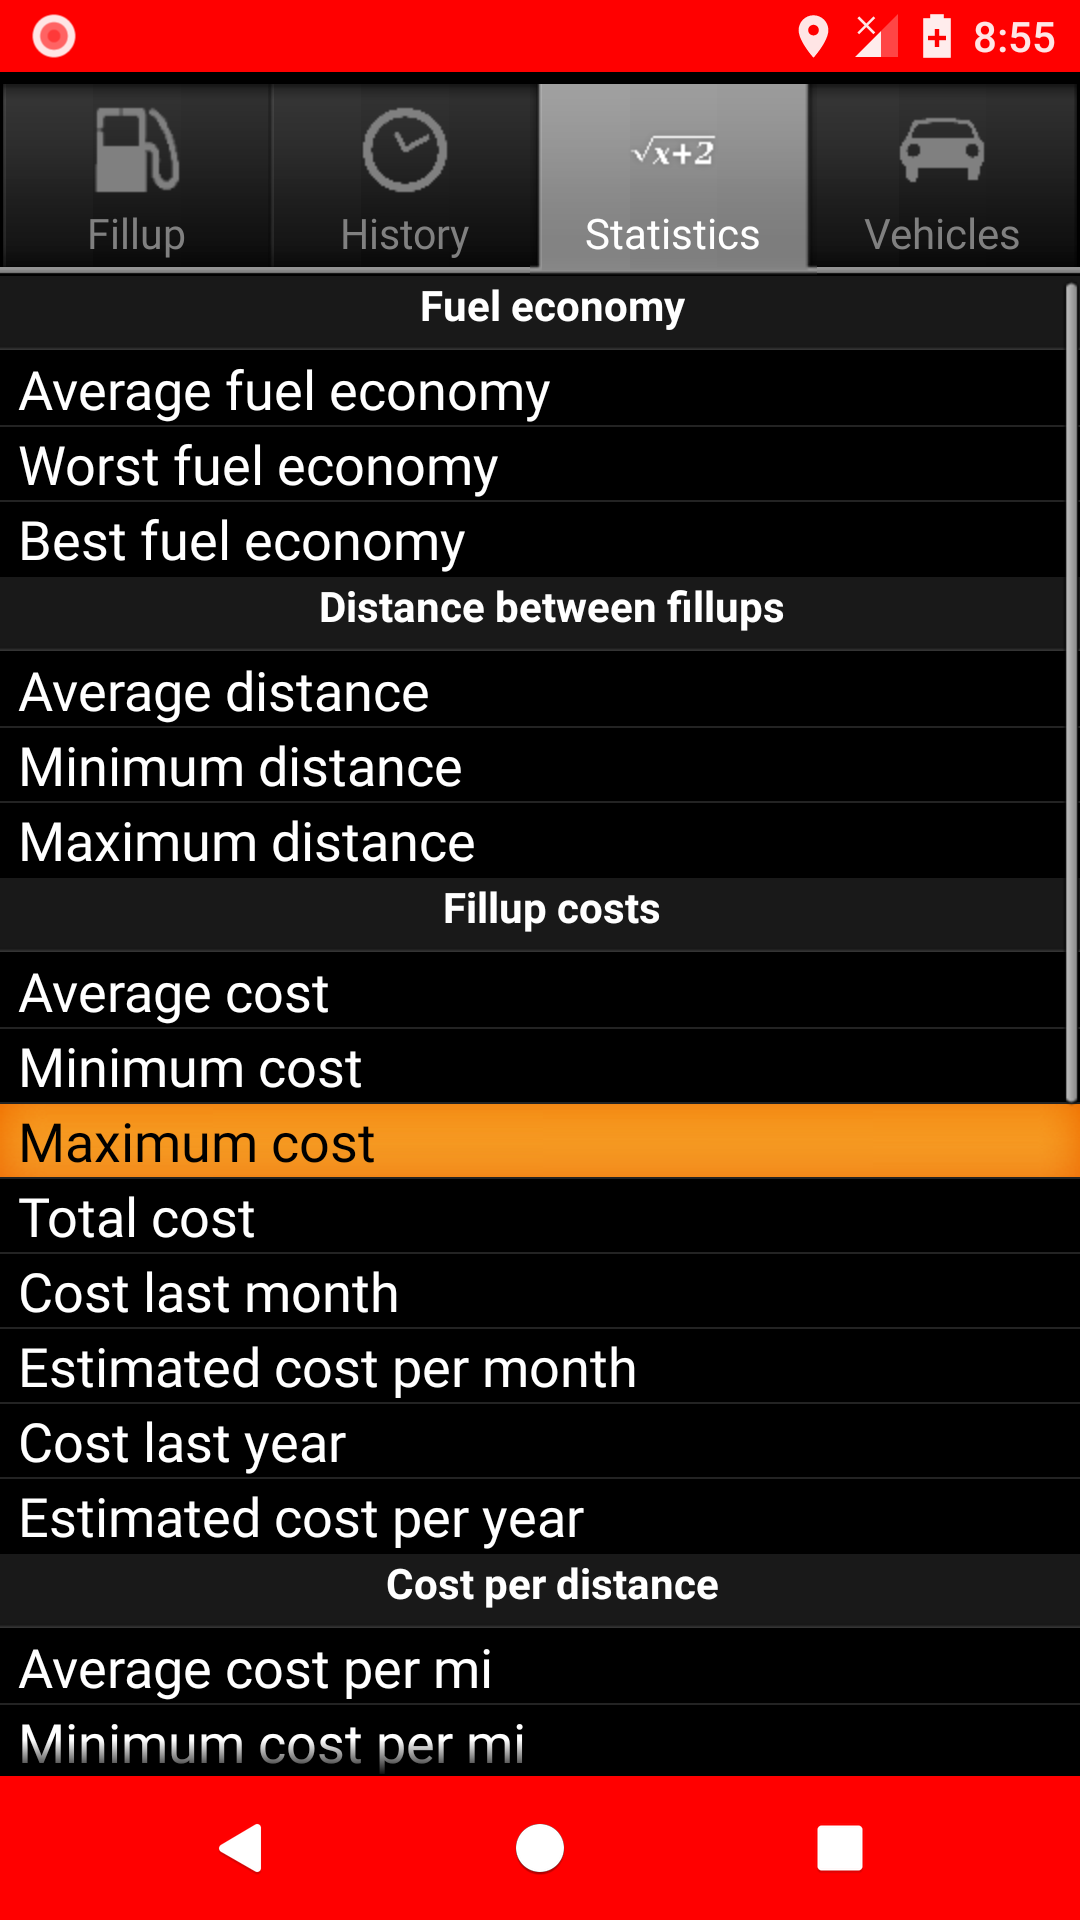 8:55
√x+2
Fillup History Statistics Vehicles
Fuel economy
Average fuel economy
Worst fuel economy
Best fuel economy
Distance between fillups
Average distance
Minimum distance
Maximum distance
Fillup costs
Average cost
Minimum cost
Maximum cost
Total cost
Cost last month
Estimated cost per month
Cost last year
Estimated cost per year
Cost per distance
Average cost per mi
Minimum cost per mi